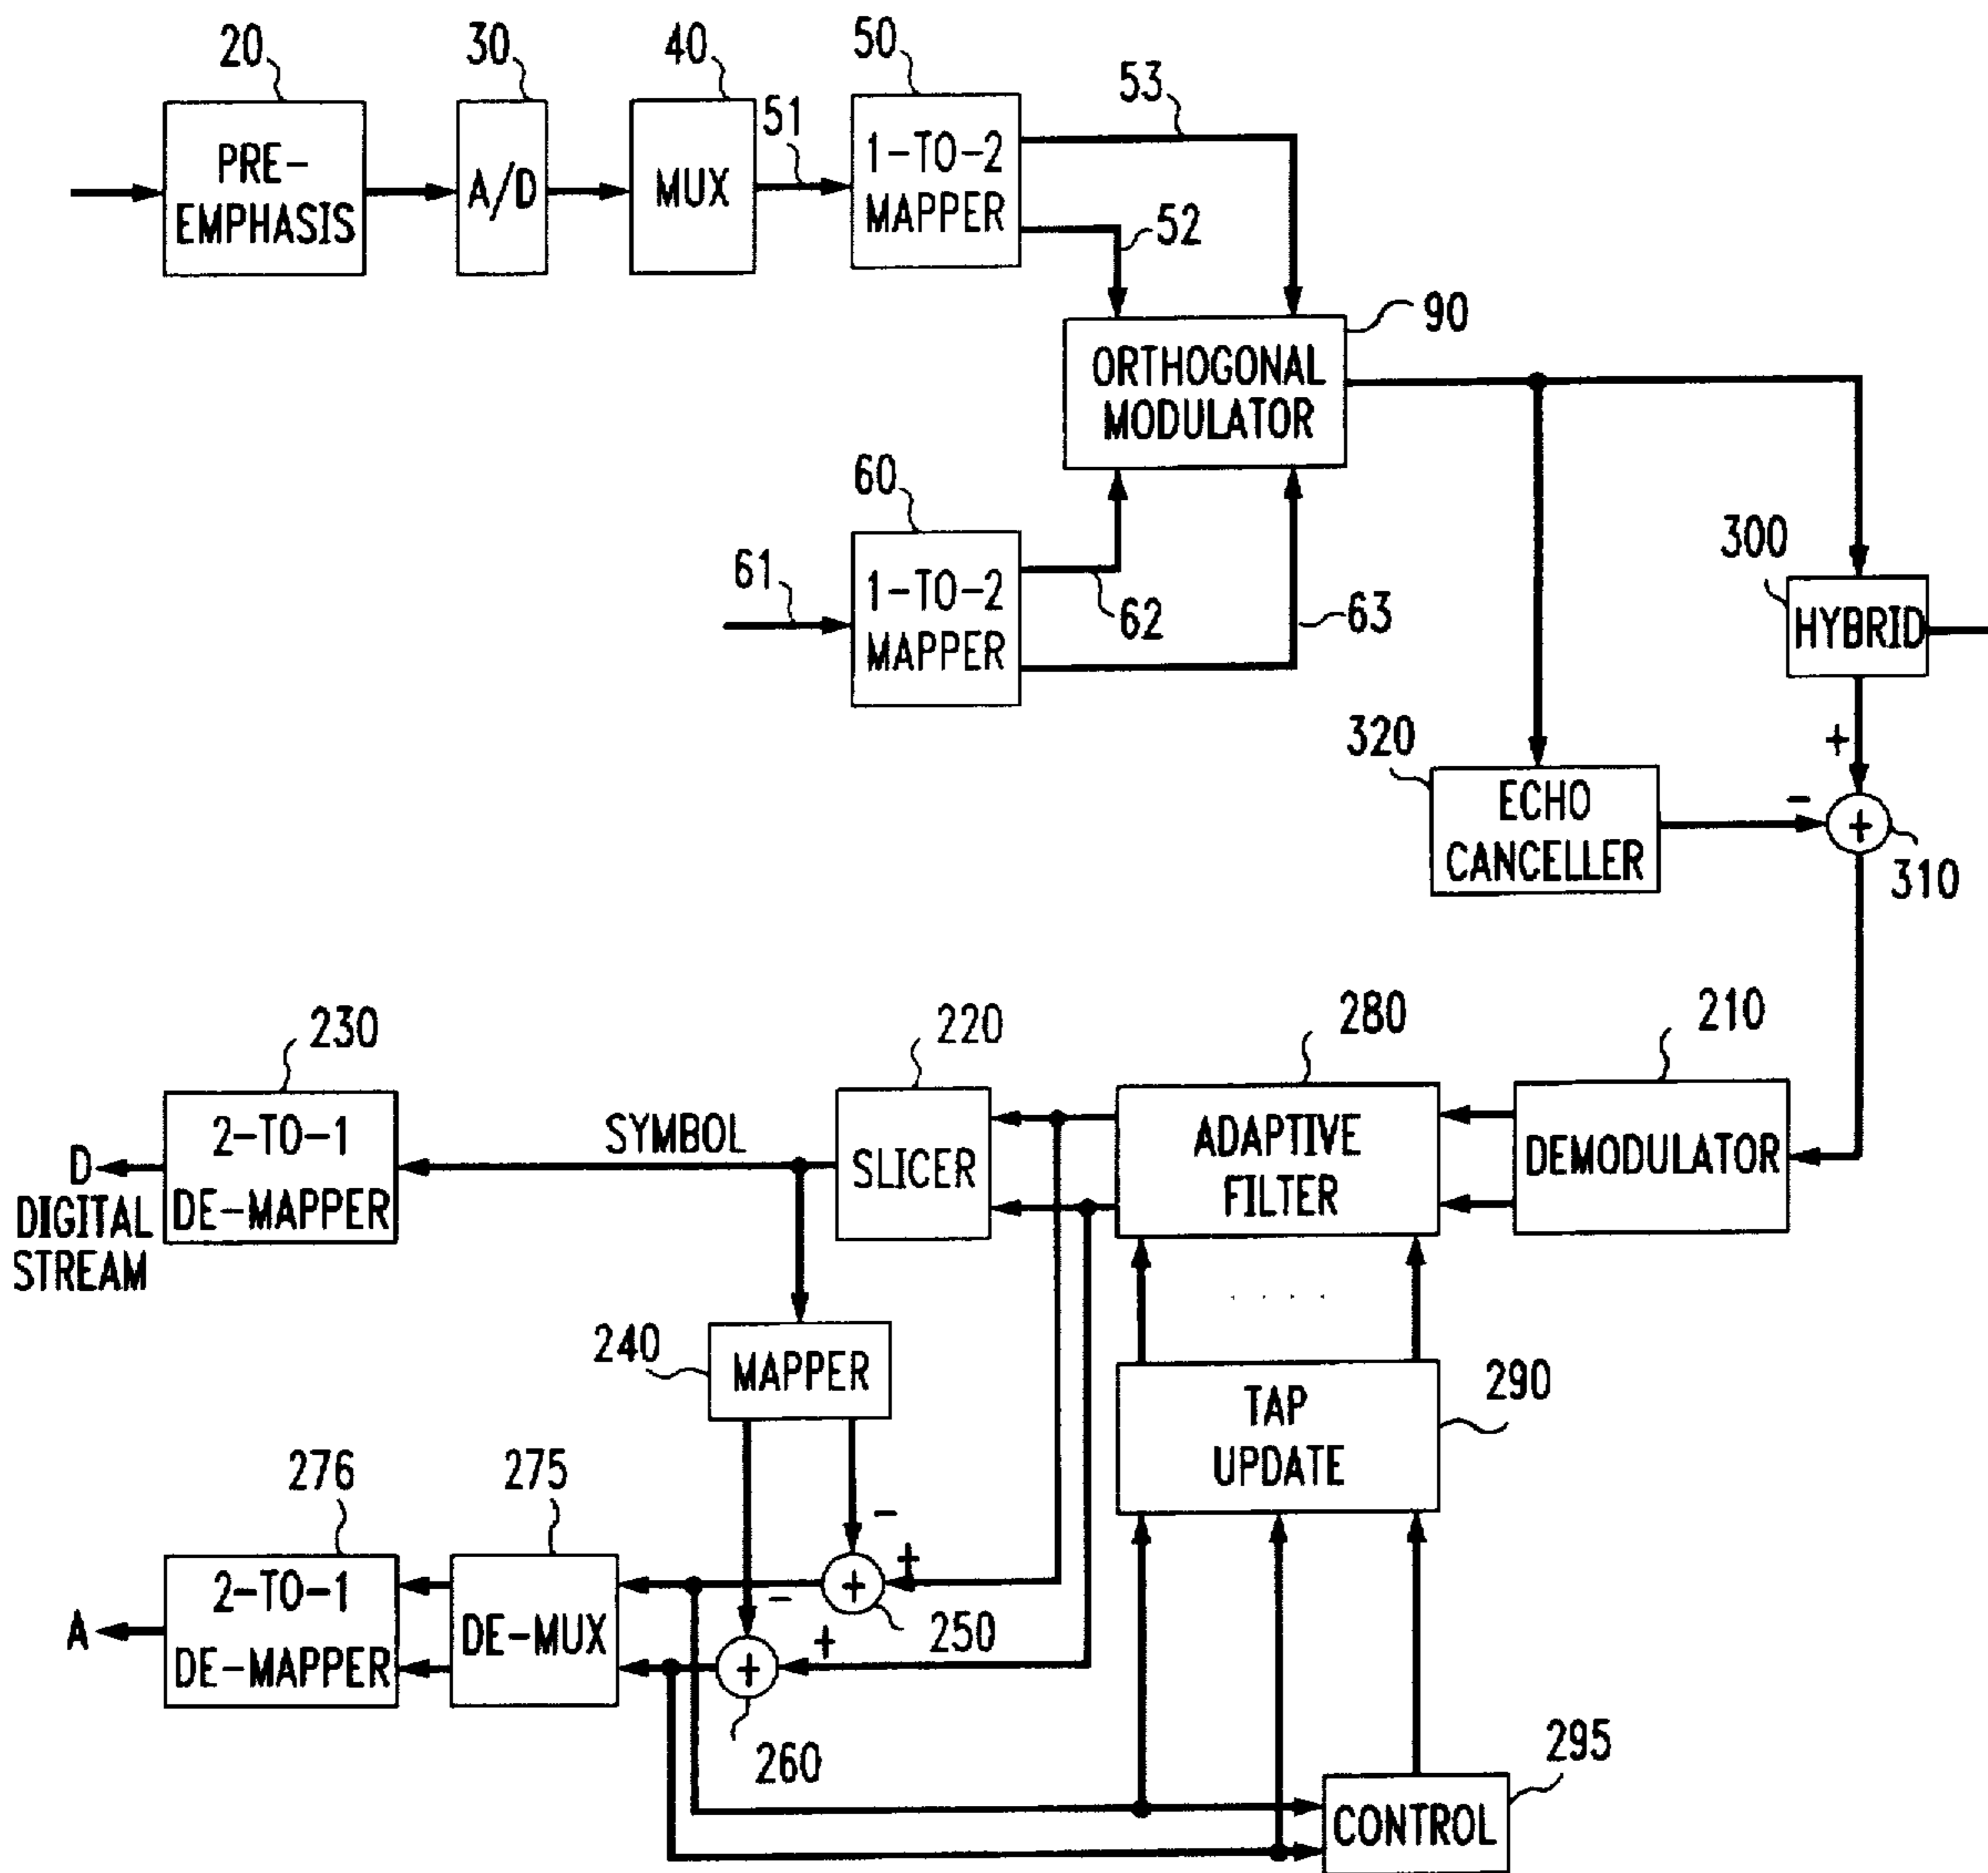 20
30
40
50
53
51
PRE-
EMPHASIS
A/D
MUX
1-TO-2
MAPPER
52
90
ORTHOGONAL
MODULATOR
60
61
1-TO-2
MAPPER
62
63
300
HYBRID
+
320
ECHO
CANCELLER
-
+
310
230
220
280
210
2-TO-1
DE-MAPPER
SYMBOL
SLICER
ADAPTIVE
FILTER
DEMODULATOR
D
DIGITAL
STREAM
. . . . .
240
MAPPER
TAP
UPDATE
290
276
275
-
+
+
250
2-TO-1
DE-MAPPER
DE-MUX
-
+
+
A
260
295
CONTROL